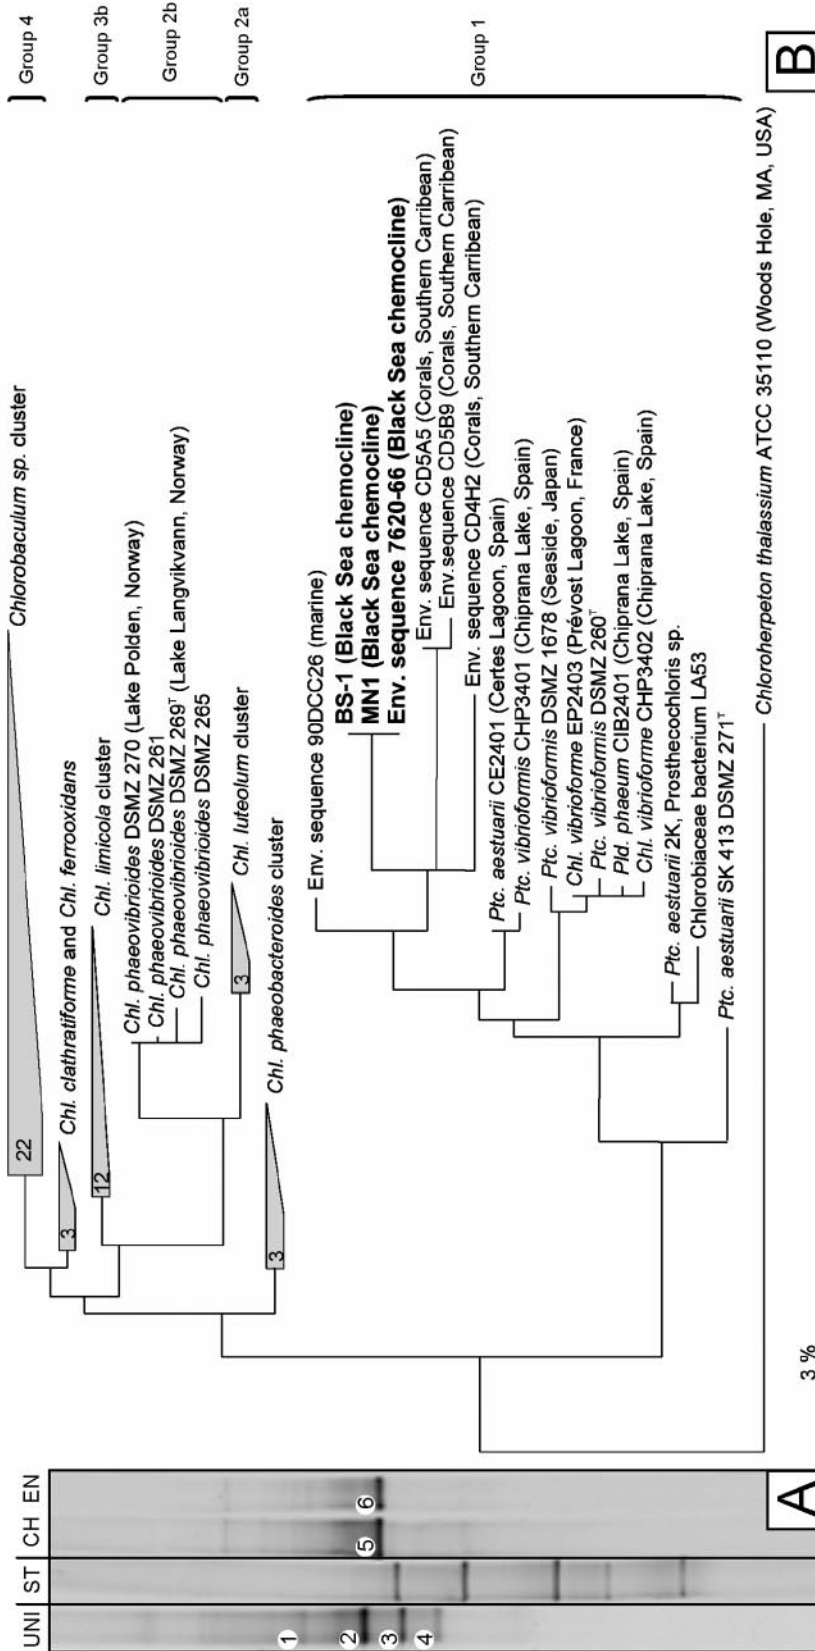 UNI ST CH EN
1
2
3
4
5
6
A
Group 4
Group 3b
Group 2b
Group 2a
Group 1
Chlorobaculum sp. cluster
22
Chl. clathratiforme and Chl. ferrooxidans
3
Chl. limicola cluster
12
Chl. phaeovibrioides DSMZ 270 (Lake Polden, Norway)
Chl. phaeovibrioides DSMZ 261
Chl. phaeovibrioides DSMZ 269T (Lake Langvikvann, Norway)
Chl. phaeovibrioides DSMZ 265
Chl. luteolum cluster
3
Chl. phaeobacteroides cluster
3
Env. sequence 90DCC26 (marine)
BS-1 (Black Sea chemocline)
MN1 (Black Sea chemocline)
Env. sequence 7620-66 (Black Sea chemocline)
Env. sequence CD5A5 (Corals, Southern Carribean)
Env.sequence CD5B9 (Corals, Southern Carribean)
Env. sequence CD4H2 (Corals, Southern Carribean)
Ptc. aestuarii CE2401 (Certes Lagoon, Spain)
Ptc. vibrioformis CHP3401 (Chiprana Lake, Spain)
Ptc. vibrioformis DSMZ 1678 (Seaside, Japan)
Chl. vibrioforme EP2403 (Prévost Lagoon, France)
Ptc. vibrioformis DSMZ 260T
Pld. phaeum CIB2401 (Chiprana Lake, Spain)
Chl. vibrioforme CHP3402 (Chiprana Lake, Spain)
Ptc. aestuarii 2K, Prosthecochloris sp.
Chlorobiaceae bacterium LA53
Ptc. aestuarii SK 413 DSMZ 271T
Chloroherpeton thalassium ATCC 35110 (Woods Hole, MA, USA)
3 %
B